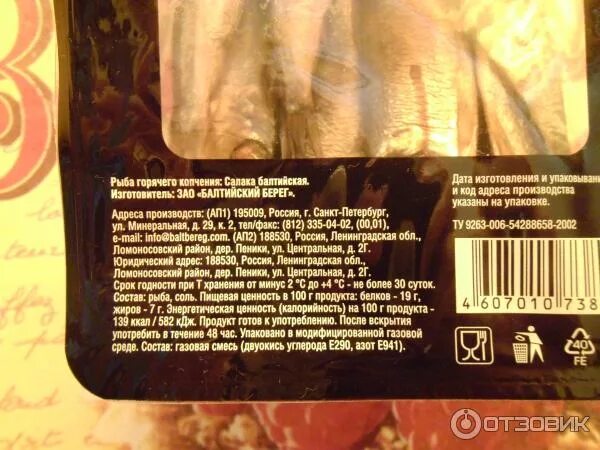 Рыба горячего копчения: Салака балтийская.
Изготовитель: ЗАО «БАЛТИЙСКИЙ БЕРЕГ».
Адреса производств: (АП1) 195009, Россия, г. Санкт-Петербург,
ул. Минеральная, д. 29, к. 2, тел/факс: (812) 335-04-02, (00,01),
e-mail: info@baltbereg.com. (АП2) 188530, Россия, Ленинградская обл.,
Ломоносовский район, дер. Пеники, ул. Центральная, д. 2Г.
Юридический адрес: 188530, Россия, Ленинградская обл.,
Ломоносовский район, дер. Пеники, ул. Центральная, д. 2Г.
Срок годности при Т хранения от минус 2 °С до +4 °С - не более 30 суток.
Состав: рыба, соль. Пищевая ценность в 100 г продукта: белков - 19 г,
жиров - 7 г. Энергетическая ценность (калорийность) на 100 г продукта -
139 ккал / 582 кДж. Продукт готов к употреблению. После вскрытия
употребить в течение 48 час. Упаковано в модифицированной газовой
среде. Состав: газовая смесь (двуокись углерода Е290, азот Е941).
Дата изготовления и упаковывани
и код адреса производства
указаны на упаковке.
ТУ 9263-006-54288658-2002
4 607010 738
40
FE
ОТЗОВИК